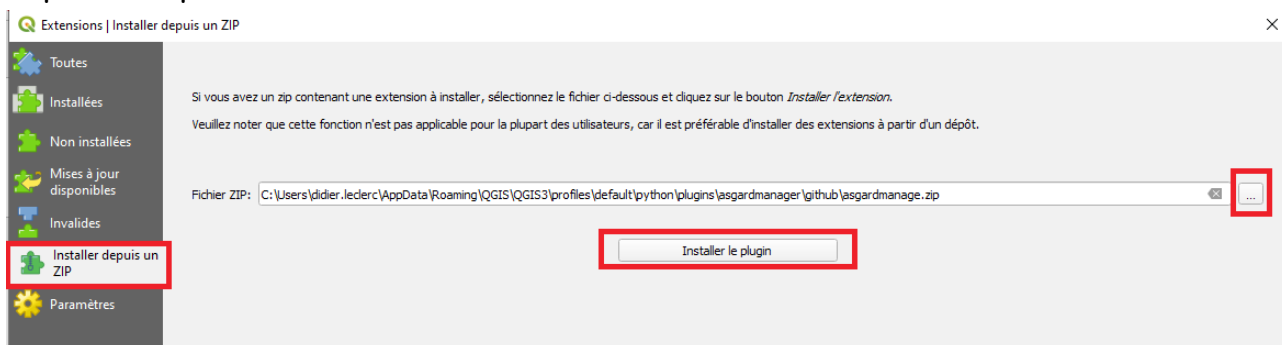 Extensions | Installer depuis un ZIP
Toutes
Installées
Non installées
Mises à jour
disponibles
Invalides
Installer depuis un
ZIP
Paramètres
Si vous avez un zip contenant une extension à installer, sélectionnez le fichier ci-dessous et cliquez sur le bouton Installer l'extension.
Veuillez noter que cette fonction n'est pas applicable pour la plupart des utilisateurs, car il est préférable d'installer des extensions à partir d'un dépôt.
Fichier ZIP: C:\Users\didier.leclerc\AppData\Roaming\QGIS\QGIS3\profiles\default\python\plugins\asgardmanager\github\asgardmanage.zip
...
Installer le plugin